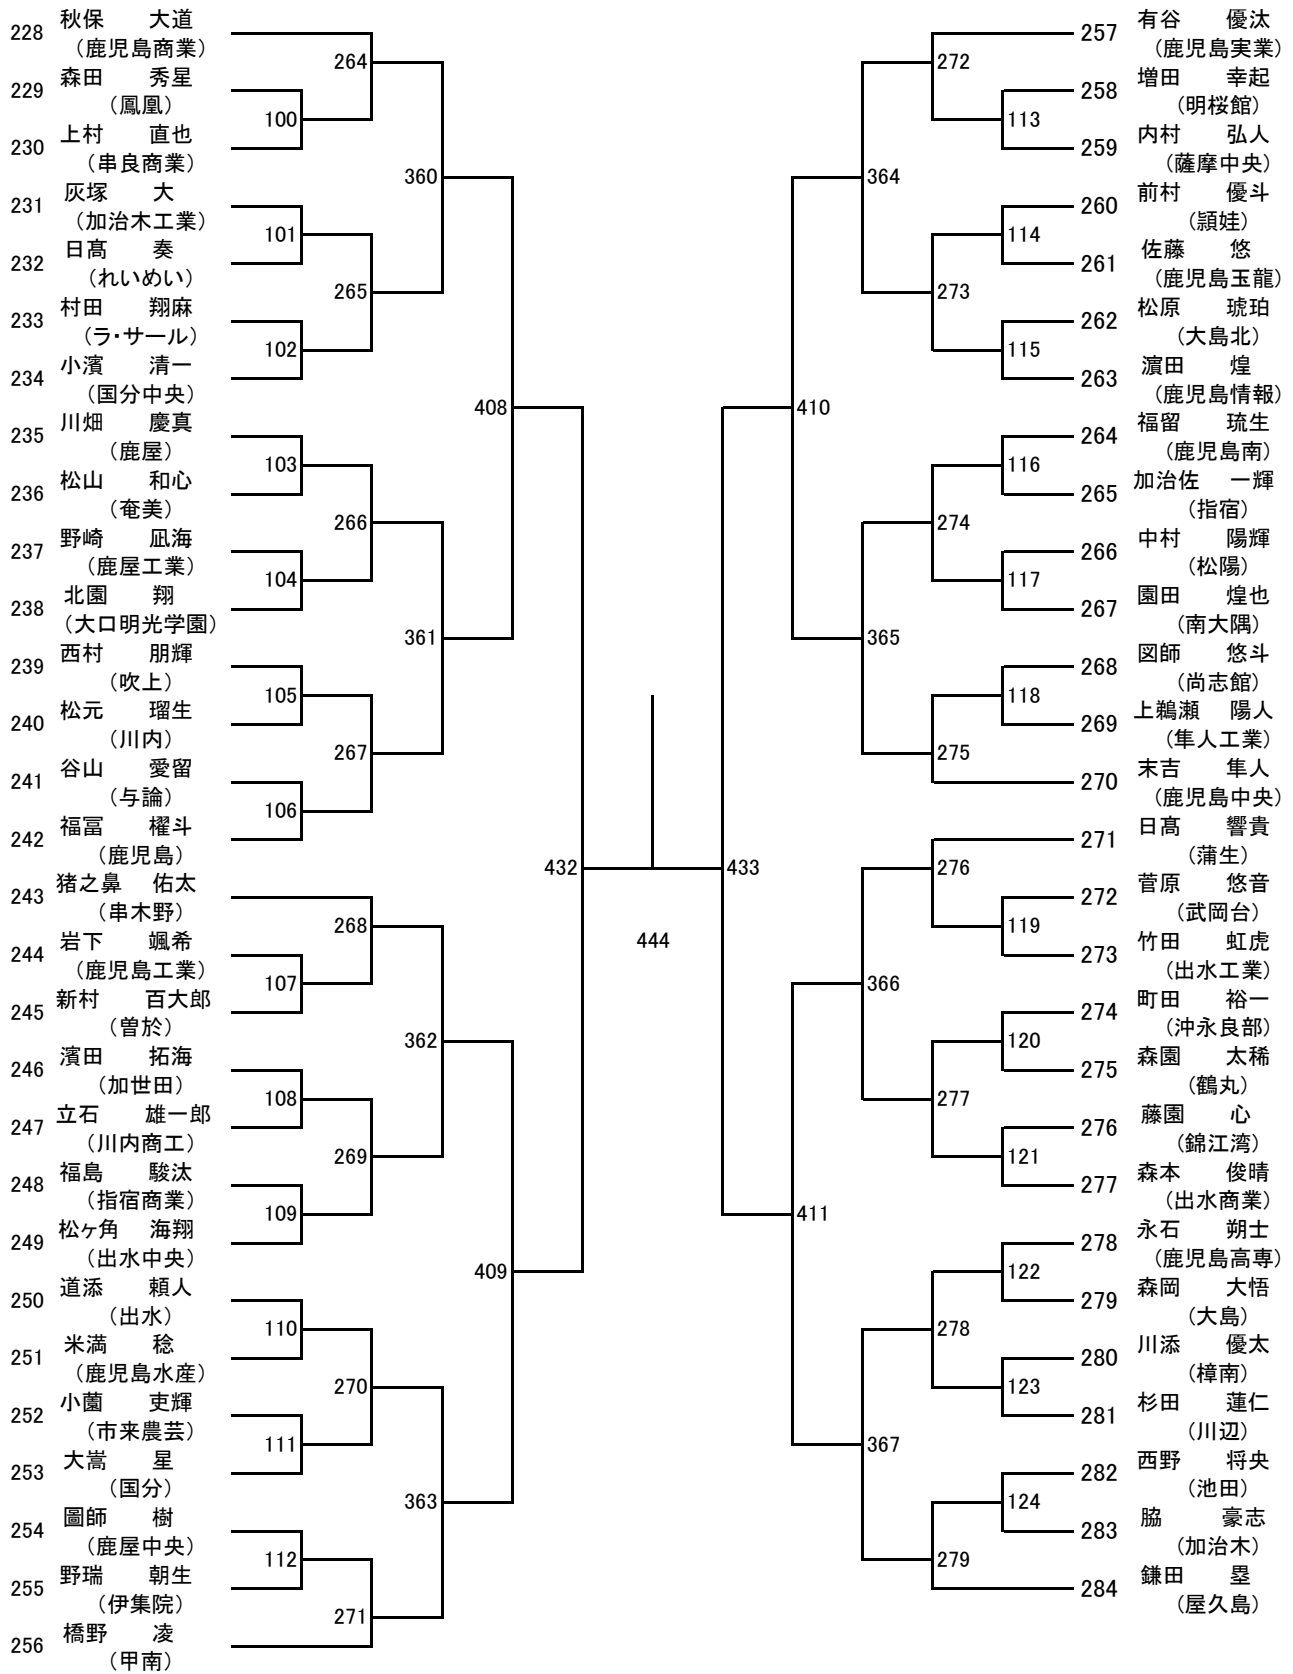 228 秋保 大道
(鹿児島商業)
229 森田 秀星
(鳳凰)
230 上村 直也
(串良商業)
231 灰塚 大
(加治木工業)
232 日髙 奏
(れいめい)
233 村田 翔麻
(ラ・サール)
234 小濱 清一
(国分中央)
235 川畑 慶真
(鹿屋)
236 松山 和心
(奄美)
237 野崎 凪海
(鹿屋工業)
238 北園 翔
(大口明光学園)
239 西村 朋輝
(吹上)
240 松元 瑠生
(川内)
241 谷山 愛留
(与論)
242 福冨 櫂斗
(鹿児島)
243 猪之鼻 佑太
(串木野)
244 岩下 颯希
(鹿児島工業)
245 新村 百大郎
(曽於)
246 濱田 拓海
(加世田)
247 立石 雄一郎
(川内商工)
248 福島 駿汰
(指宿商業)
249 松ヶ角 海翔
(出水中央)
250 道添 頼人
(出水)
251 米満 稔
(鹿児島水産)
252 小薗 吏輝
(市来農芸)
253 大嵩 星
(国分)
254 圖師 樹
(鹿屋中央)
255 野瑞 朝生
(伊集院)
256 橋野 凌
(甲南)
264
100
360
101
265
102
408
103
266
104
361
105
267
106
432
268
107
362
108
269
109
409
110
270
111
363
112
271
444
272
113
364
114
273
115
410
116
274
117
365
118
275
433
276
119
366
120
277
121
411
122
278
123
367
124
279
257 有谷 優汰
(鹿児島実業)
258 増田 幸起
(明桜館)
259 内村 弘人
(薩摩中央)
260 前村 優斗
(頴娃)
261 佐藤 悠
(鹿児島玉龍)
262 松原 琥珀
(大島北)
263 濵田 煌
(鹿児島情報)
264 福留 琉生
(鹿児島南)
265 加治佐 一輝
(指宿)
266 中村 陽輝
(松陽)
267 園田 煌也
(南大隅)
268 図師 悠斗
(尚志館)
269 上鵜瀬 陽人
(隼人工業)
270 末吉 隼人
(鹿児島中央)
271 日髙 響貴
(蒲生)
272 菅原 悠音
(武岡台)
273 竹田 虹虎
(出水工業)
274 町田 裕一
(沖永良部)
275 森園 太稀
(鶴丸)
276 藤園 心
(錦江湾)
277 森本 俊晴
(出水商業)
278 永石 朔士
(鹿児島高専)
279 森岡 大悟
(大島)
280 川添 優太
(樟南)
281 杉田 蓮仁
(川辺)
282 西野 将央
(池田)
283 脇 豪志
(加治木)
284 鎌田 塁
(屋久島)